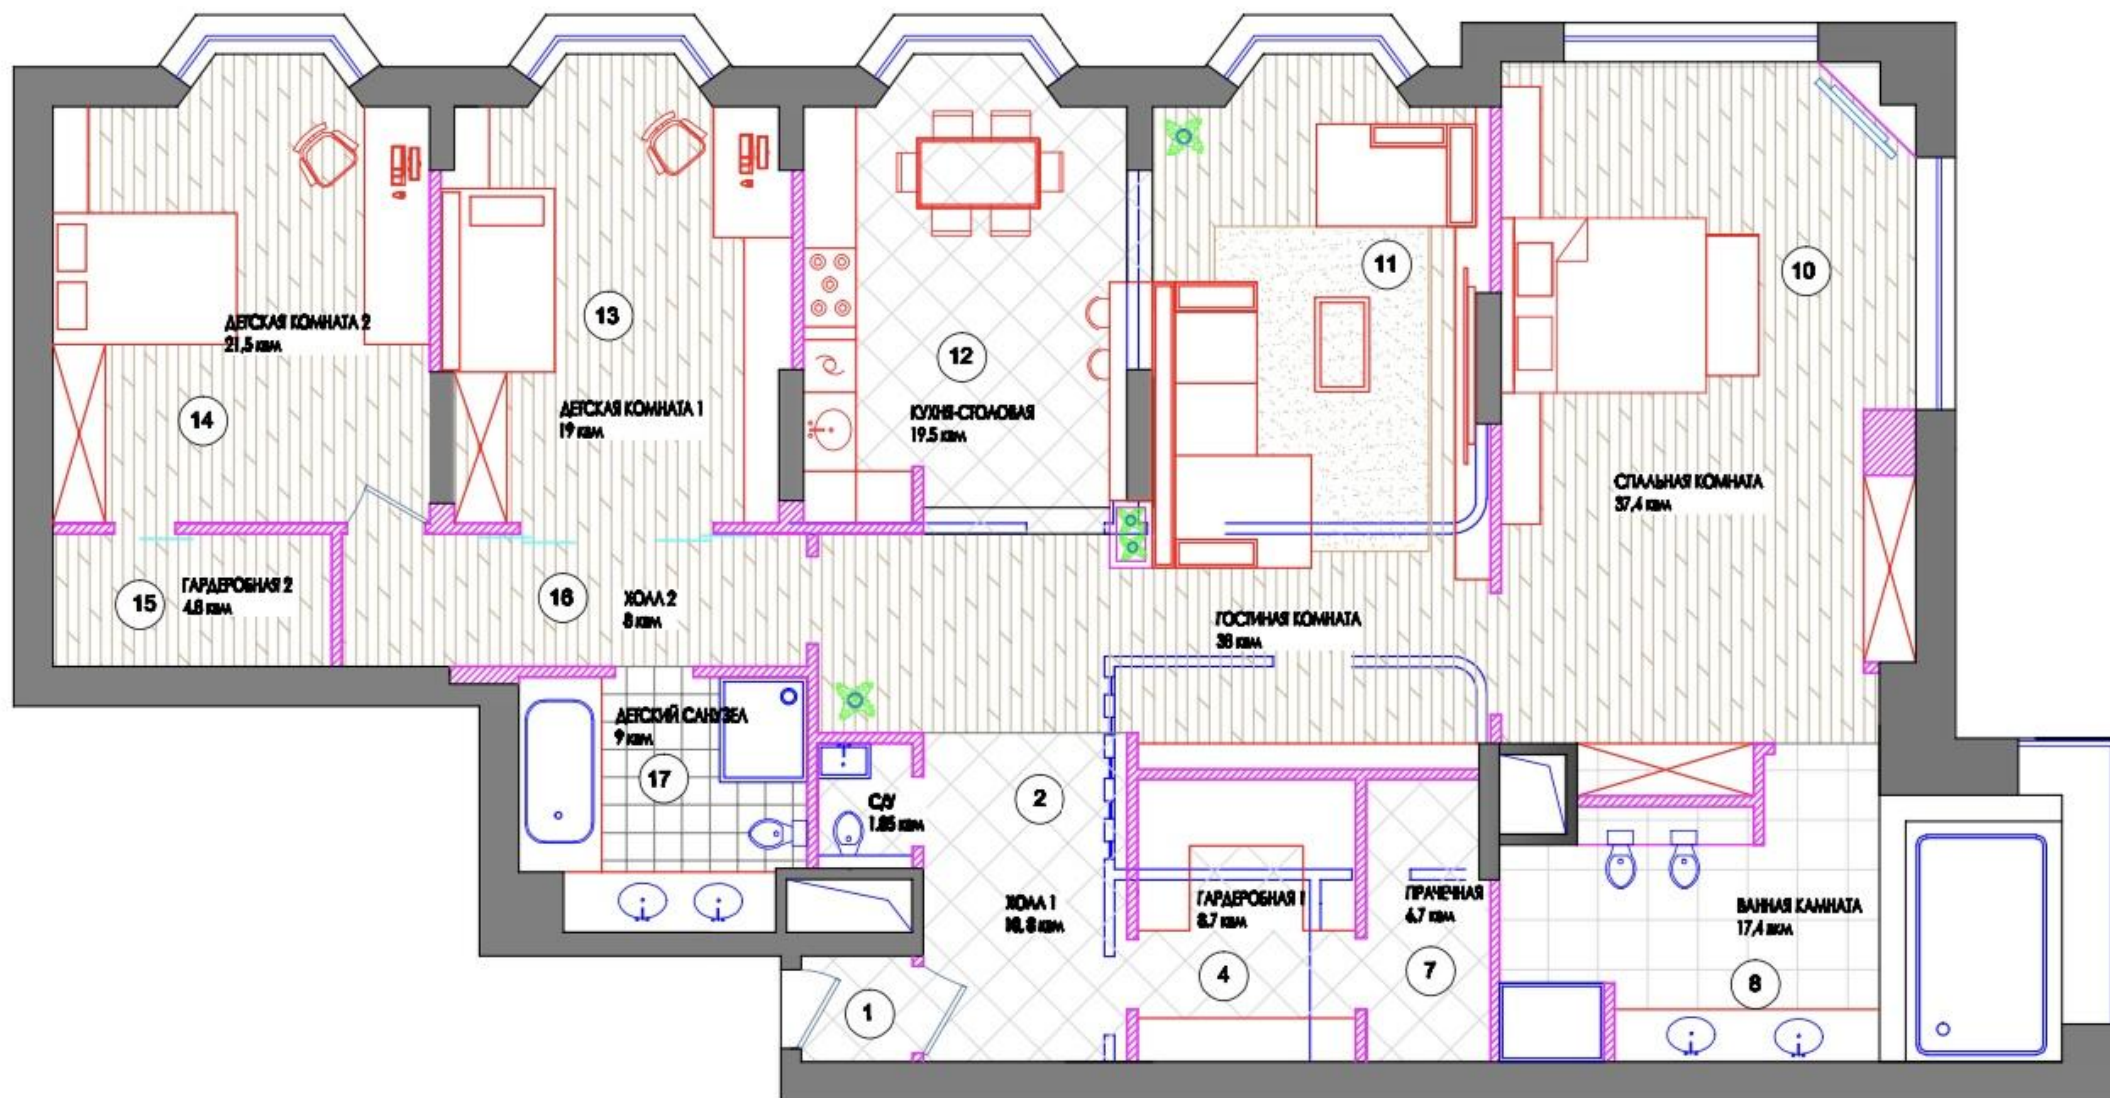 11
10
13
ДЕТСКАЯ КОМНАТА 2
21,5 кв.м.
12
14
ДЕТСКАЯ КОМНАТА 1
19 кв.м.
КУХНЯ-СТОЛОВАЯ
19.5 кв.м.
СПАЛЬНАЯ КОМНАТА
37,4 кв.м.
15
ГАРДЕРОБНАЯ 2
4.8 кв.м.
16
ХОЛЛ 2
8 кв.м.
ГОСТИНАЯ КОМНАТА
38 кв.м.
ДЕТСКИЙ САНУЗЕЛ
9 кв.м.
17
С/У
1.85 кв.м.
2
ХОЛЛ 1
ГАРДЕРОБНАЯ 1
8.7 кв.м.
ПРАЧЕЧНАЯ
6.7 кв.м.
ВАННАЯ КАМНАТА
17,4 вкм.
1
4
7
8